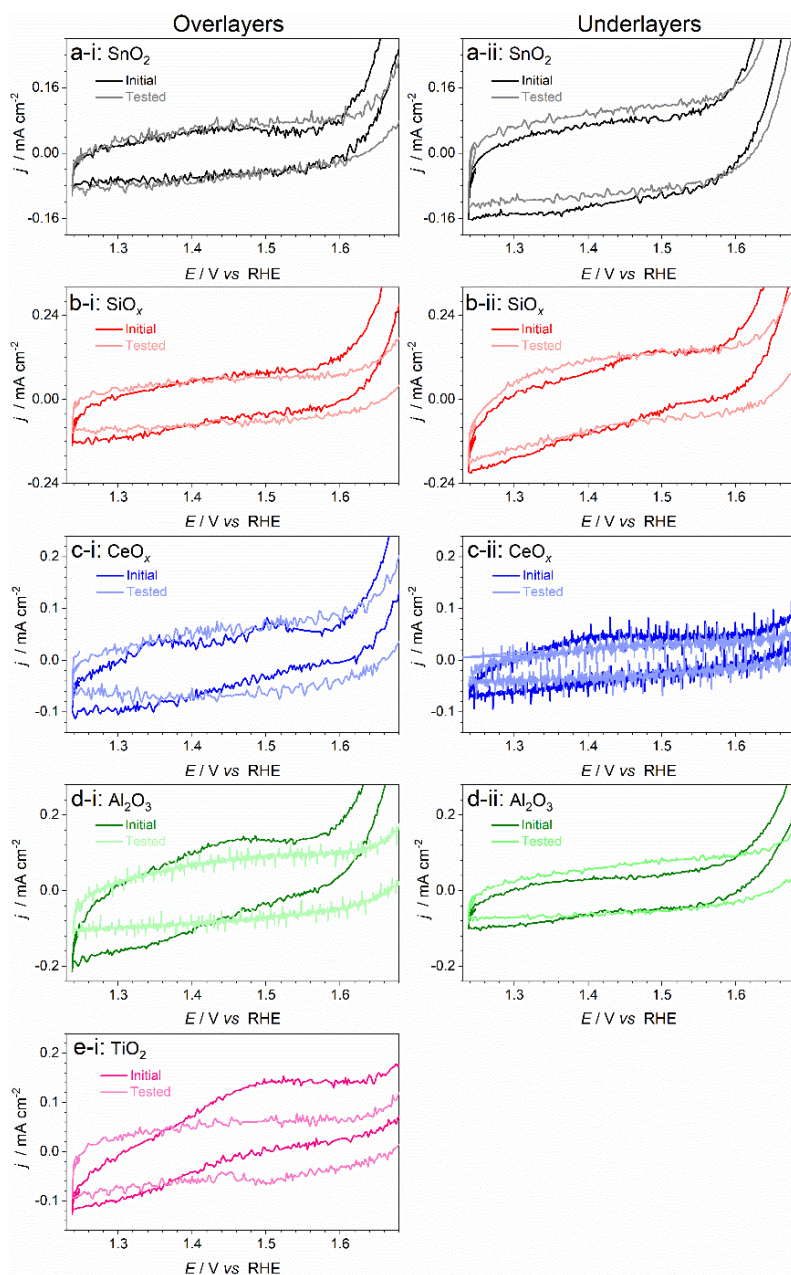 Overlayers
Underlayers
a-i: SnO2
Initial
Tested
0.16
0.00
-0.16
j / mA cm-2
1.3 1.4 1.5 1.6
E / V vs RHE
a-ii: SnO2
Initial
Tested
0.16
0.00
-0.16
j / mA cm-2
1.3 1.4 1.5 1.6
E / V vs RHE
b-i: SiOx
Initial
Tested
0.24
0.00
-0.24
j / mA cm-2
1.3 1.4 1.5 1.6
E / V vs RHE
b-ii: SiOx
Initial
Tested
0.24
0.00
-0.24
j / mA cm-2
1.3 1.4 1.5 1.6
E / V vs RHE
c-i: CeOx
Initial
Tested
0.2
0.1
0.0
-0.1
j / mA cm-2
1.3 1.4 1.5 1.6
E / V vs RHE
c-ii: CeOx
Initial
Tested
0.2
0.1
0.0
-0.1
j / mA cm-2
1.3 1.4 1.5 1.6
E / V vs RHE
d-i: Al2O3
Initial
Tested
0.2
0.0
-0.2
j / mA cm-2
1.3 1.4 1.5 1.6
E / V vs RHE
d-ii: Al2O3
Initial
Tested
0.2
0.0
-0.2
j / mA cm-2
1.3 1.4 1.5 1.6
E / V vs RHE
e-i: TiO2
Initial
Tested
0.2
0.1
0.0
-0.1
j / mA cm-2
1.3 1.4 1.5 1.6
E / V vs RHE